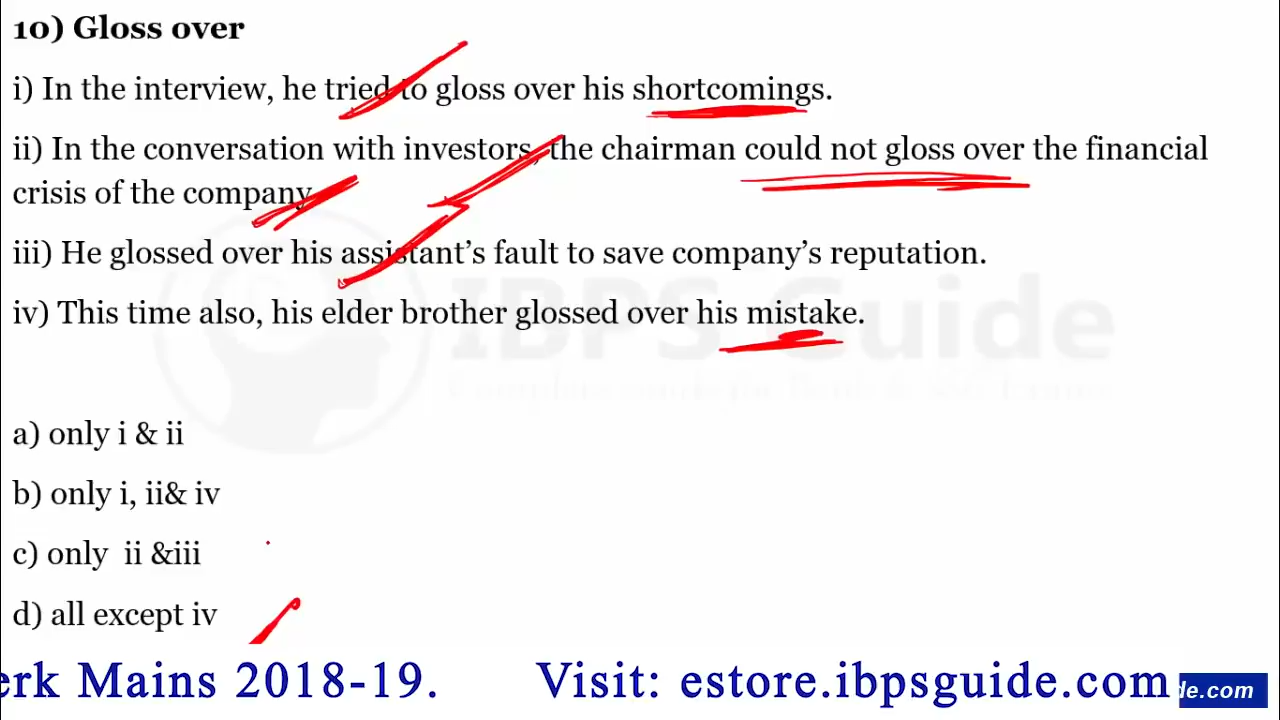 10) Gloss over
i) In the interview, he tried to gloss over his shortcomings.
ii) In the conversation with investors, the chairman could not gloss over the financial
crisis of the company.
iii) He glossed over his assistant's fault to save company's reputation.
iv) This time also, his elder brother glossed over his mistake.
IBPS Guide
a) only i & ii
b) only i, ii& iv
c) only ii &iii
d) all except iv
erk Mains 2018-19. Visit: estore.ibpsguide.com
de.com